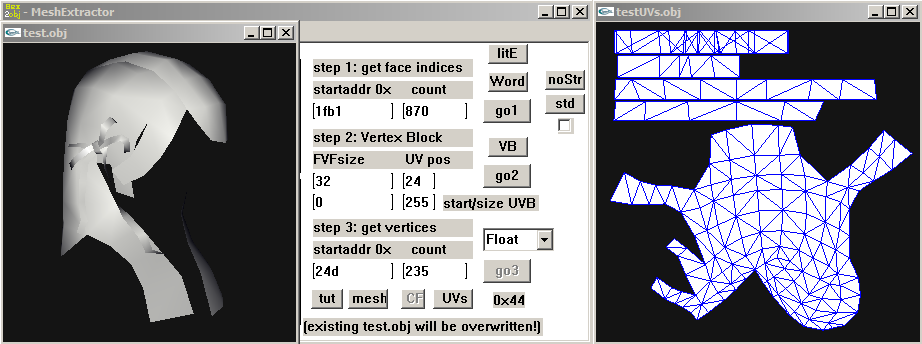 Hex
2obj - MeshExtractor
test.obj
testUVs.obj
litE
step 1: get face indices
startaddr 0x count
Word
noStr
[1fb1 ] [870 ]
go1
std
step 2: Vertex Block
VB
FVFsize UV pos
[32 ] [24 ]
go2
[0 ] [255 ] start/size UVB
step 3: get vertices
Float
startaddr 0x count
[24d ] [235 ]
go3
tut mesh CF UVs 0x44
(existing test.obj will be overwritten!)